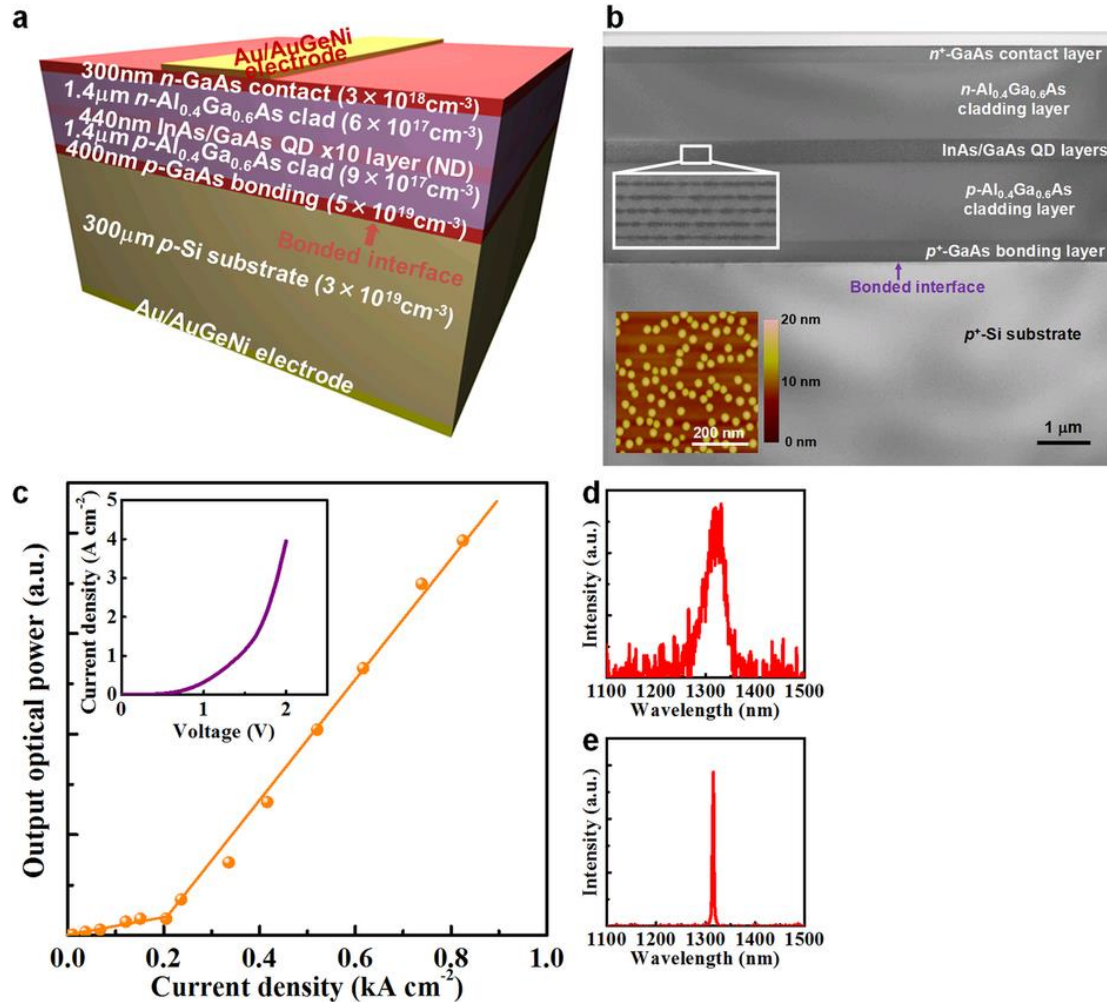 a
Au/AuGeNi
electrode
300nm n-GaAs contact (3×10¹⁸cm⁻³)
1.4μm n-Al₀.₄Ga₀.₆As clad (6×10¹⁷cm⁻³)
440nm InAs/GaAs QD x10 layer (ND)
1.4μm p-Al₀.₄Ga₀.₆As clad (9×10¹⁷cm⁻³)
400nm p-GaAs bonding (5×10¹⁹cm⁻³)
Bonded interface
300μm p-Si substrate (3×10¹⁹cm⁻³)
Au/AuGeNi electrode
b
n⁺-GaAs contact layer
n-Al₀.₄Ga₀.₆As
cladding layer
InAs/GaAs QD layers
p-Al₀.₄Ga₀.₆As
cladding layer
p⁺-GaAs bonding layer
Bonded interface
p⁺-Si substrate
20 nm
10 nm
0 nm
200 nm
1 μm
c
Output optical power (a.u.)
0.0 0.2 0.4 0.6 0.8 1.0
Current density (kA cm⁻²)
Current density (A cm⁻²)
5
4
3
2
1
0
0 1 2
Voltage (V)
d
Intensity (a.u.)
1100 1200 1300 1400 1500
Wavelength (nm)
e
Intensity (a.u.)
1100 1200 1300 1400 1500
Wavelength (nm)